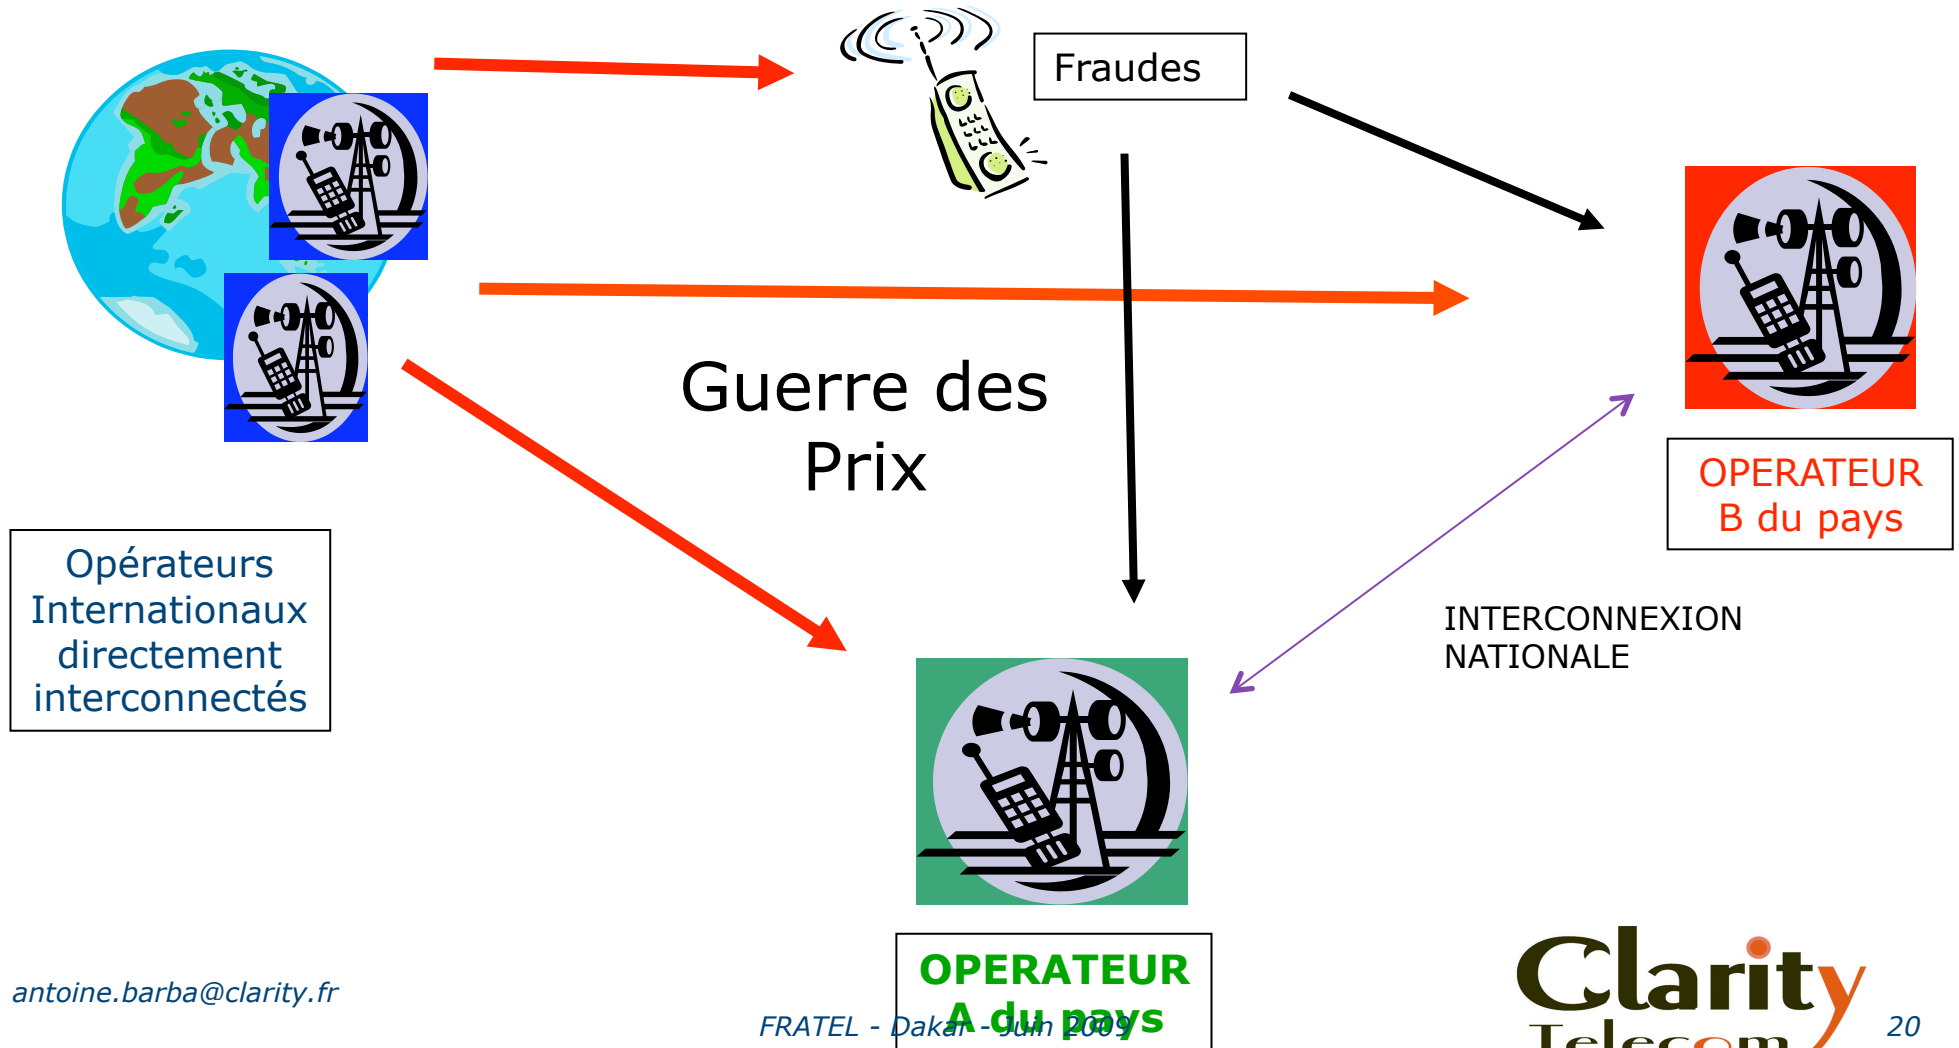 Fraudes
Guerre des
Prix
OPERATEUR
B du pays
Opérateurs
Internationaux
directement
interconnectés
INTERCONNEXION
NATIONALE
OPERATEUR
A du pays
antoine.barba@clarity.fr
FRATEL - Dakar - Juin 2009
Clarity
Telecom
20